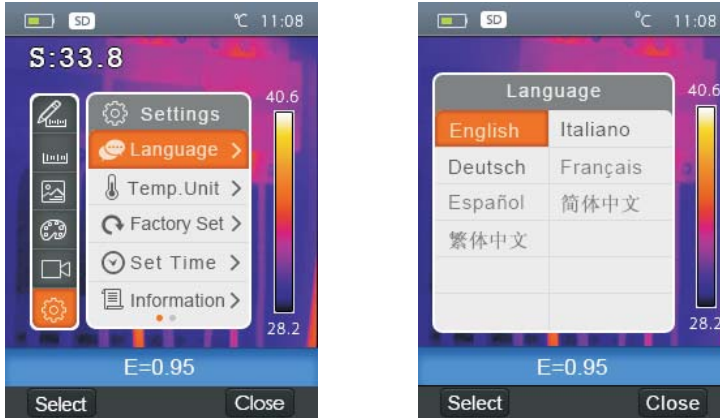 SD ℃ 11:08
S:33.8
40.6
Settings
Language >
Temp.Unit >
Factory Set >
Set Time >
Information >
28.2
E=0.95
Select Close
SD °C 11:08
40.6
Language
English Italiano
Deutsch Français
Español 简体中文
繁体中文
28.2
E=0.95
Select Close